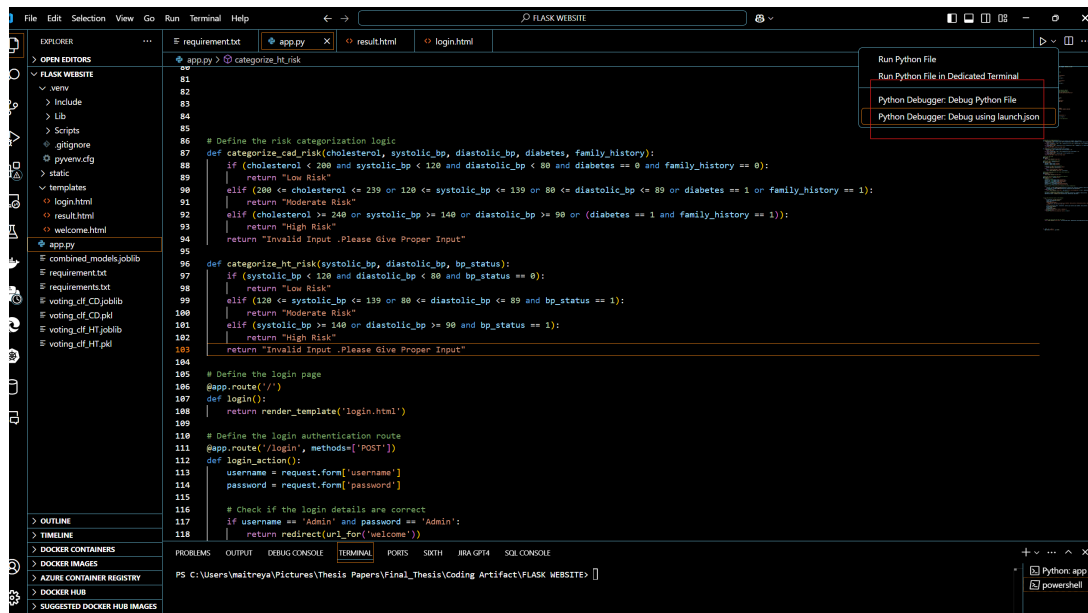 File Edit Selection View Go Run Terminal Help
FLASK WEBSITE
EXPLORER
OPEN EDITORS
FLASK WEBSITE
.venv
Include
Lib
Scripts
.gitignore
pyvenv.cfg
static
templates
login.html
result.html
welcome.html
app.py
combined_models.joblib
requirement.txt
requirements.txt
voting_clf_CD.joblib
voting_clf_CD.pkl
voting_clf_HT.joblib
voting_clf_HT.pkl
OUTLINE
TIMELINE
DOCKER CONTAINERS
DOCKER IMAGES
AZURE CONTAINER REGISTRY
DOCKER HUB
SUGGESTED DOCKER HUB IMAGES
requirement.txt app.py result.html login.html
app.py > categorize_ht_risk
Run Python File
Run Python File in Dedicated Terminal
Python Debugger: Debug Python File
Python Debugger: Debug using launch.json
80
81
82
83
84
85
86 # Define the risk categorization logic
87 def categorize_cad_risk(cholesterol, systolic_bp, diastolic_bp, diabetes, family_history):
88 if (cholesterol < 200 and systolic_bp < 120 and diastolic_bp < 80 and diabetes == 0 and family_history == 0):
89 return "Low Risk"
90 elif (200 <= cholesterol <= 239 or 120 <= systolic_bp <= 139 or 80 <= diastolic_bp <= 89 or diabetes == 1 or family_history == 1):
91 return "Moderate Risk"
92 elif (cholesterol >= 240 or systolic_bp >= 140 or diastolic_bp >= 90 or (diabetes == 1 and family_history == 1)):
93 return "High Risk"
94 return "Invalid Input .Please Give Proper Input"
95
96 def categorize_ht_risk(systolic_bp, diastolic_bp, bp_status):
97 if (systolic_bp < 120 and diastolic_bp < 80 and bp_status == 0):
98 return "Low Risk"
99 elif (120 <= systolic_bp <= 139 or 80 <= diastolic_bp <= 89 and bp_status == 1):
100 return "Moderate Risk"
101 elif (systolic_bp >= 140 or diastolic_bp >= 90 and bp_status == 1):
102 return "High Risk"
103 return "Invalid Input .Please Give Proper Input"
104
105 # Define the login page
106 @app.route('/')
107 def login():
108 return render_template('login.html')
109
110 # Define the login authentication route
111 @app.route('/login', methods=['POST'])
112 def login_action():
113 username = request.form['username']
114 password = request.form['password']
115
116 # Check if the login details are correct
117 if username == 'Admin' and password == 'Admin':
118 return redirect(url_for('welcome'))
PROBLEMS OUTPUT DEBUG CONSOLE TERMINAL PORTS SIXTH JIRA GPT4 SQL CONSOLE
PS C:\Users\maitreya\Pictures\Thesis Papers\Final_Thesis\Coding Artifact\FLASK WEBSITE>
Python: app
powershell